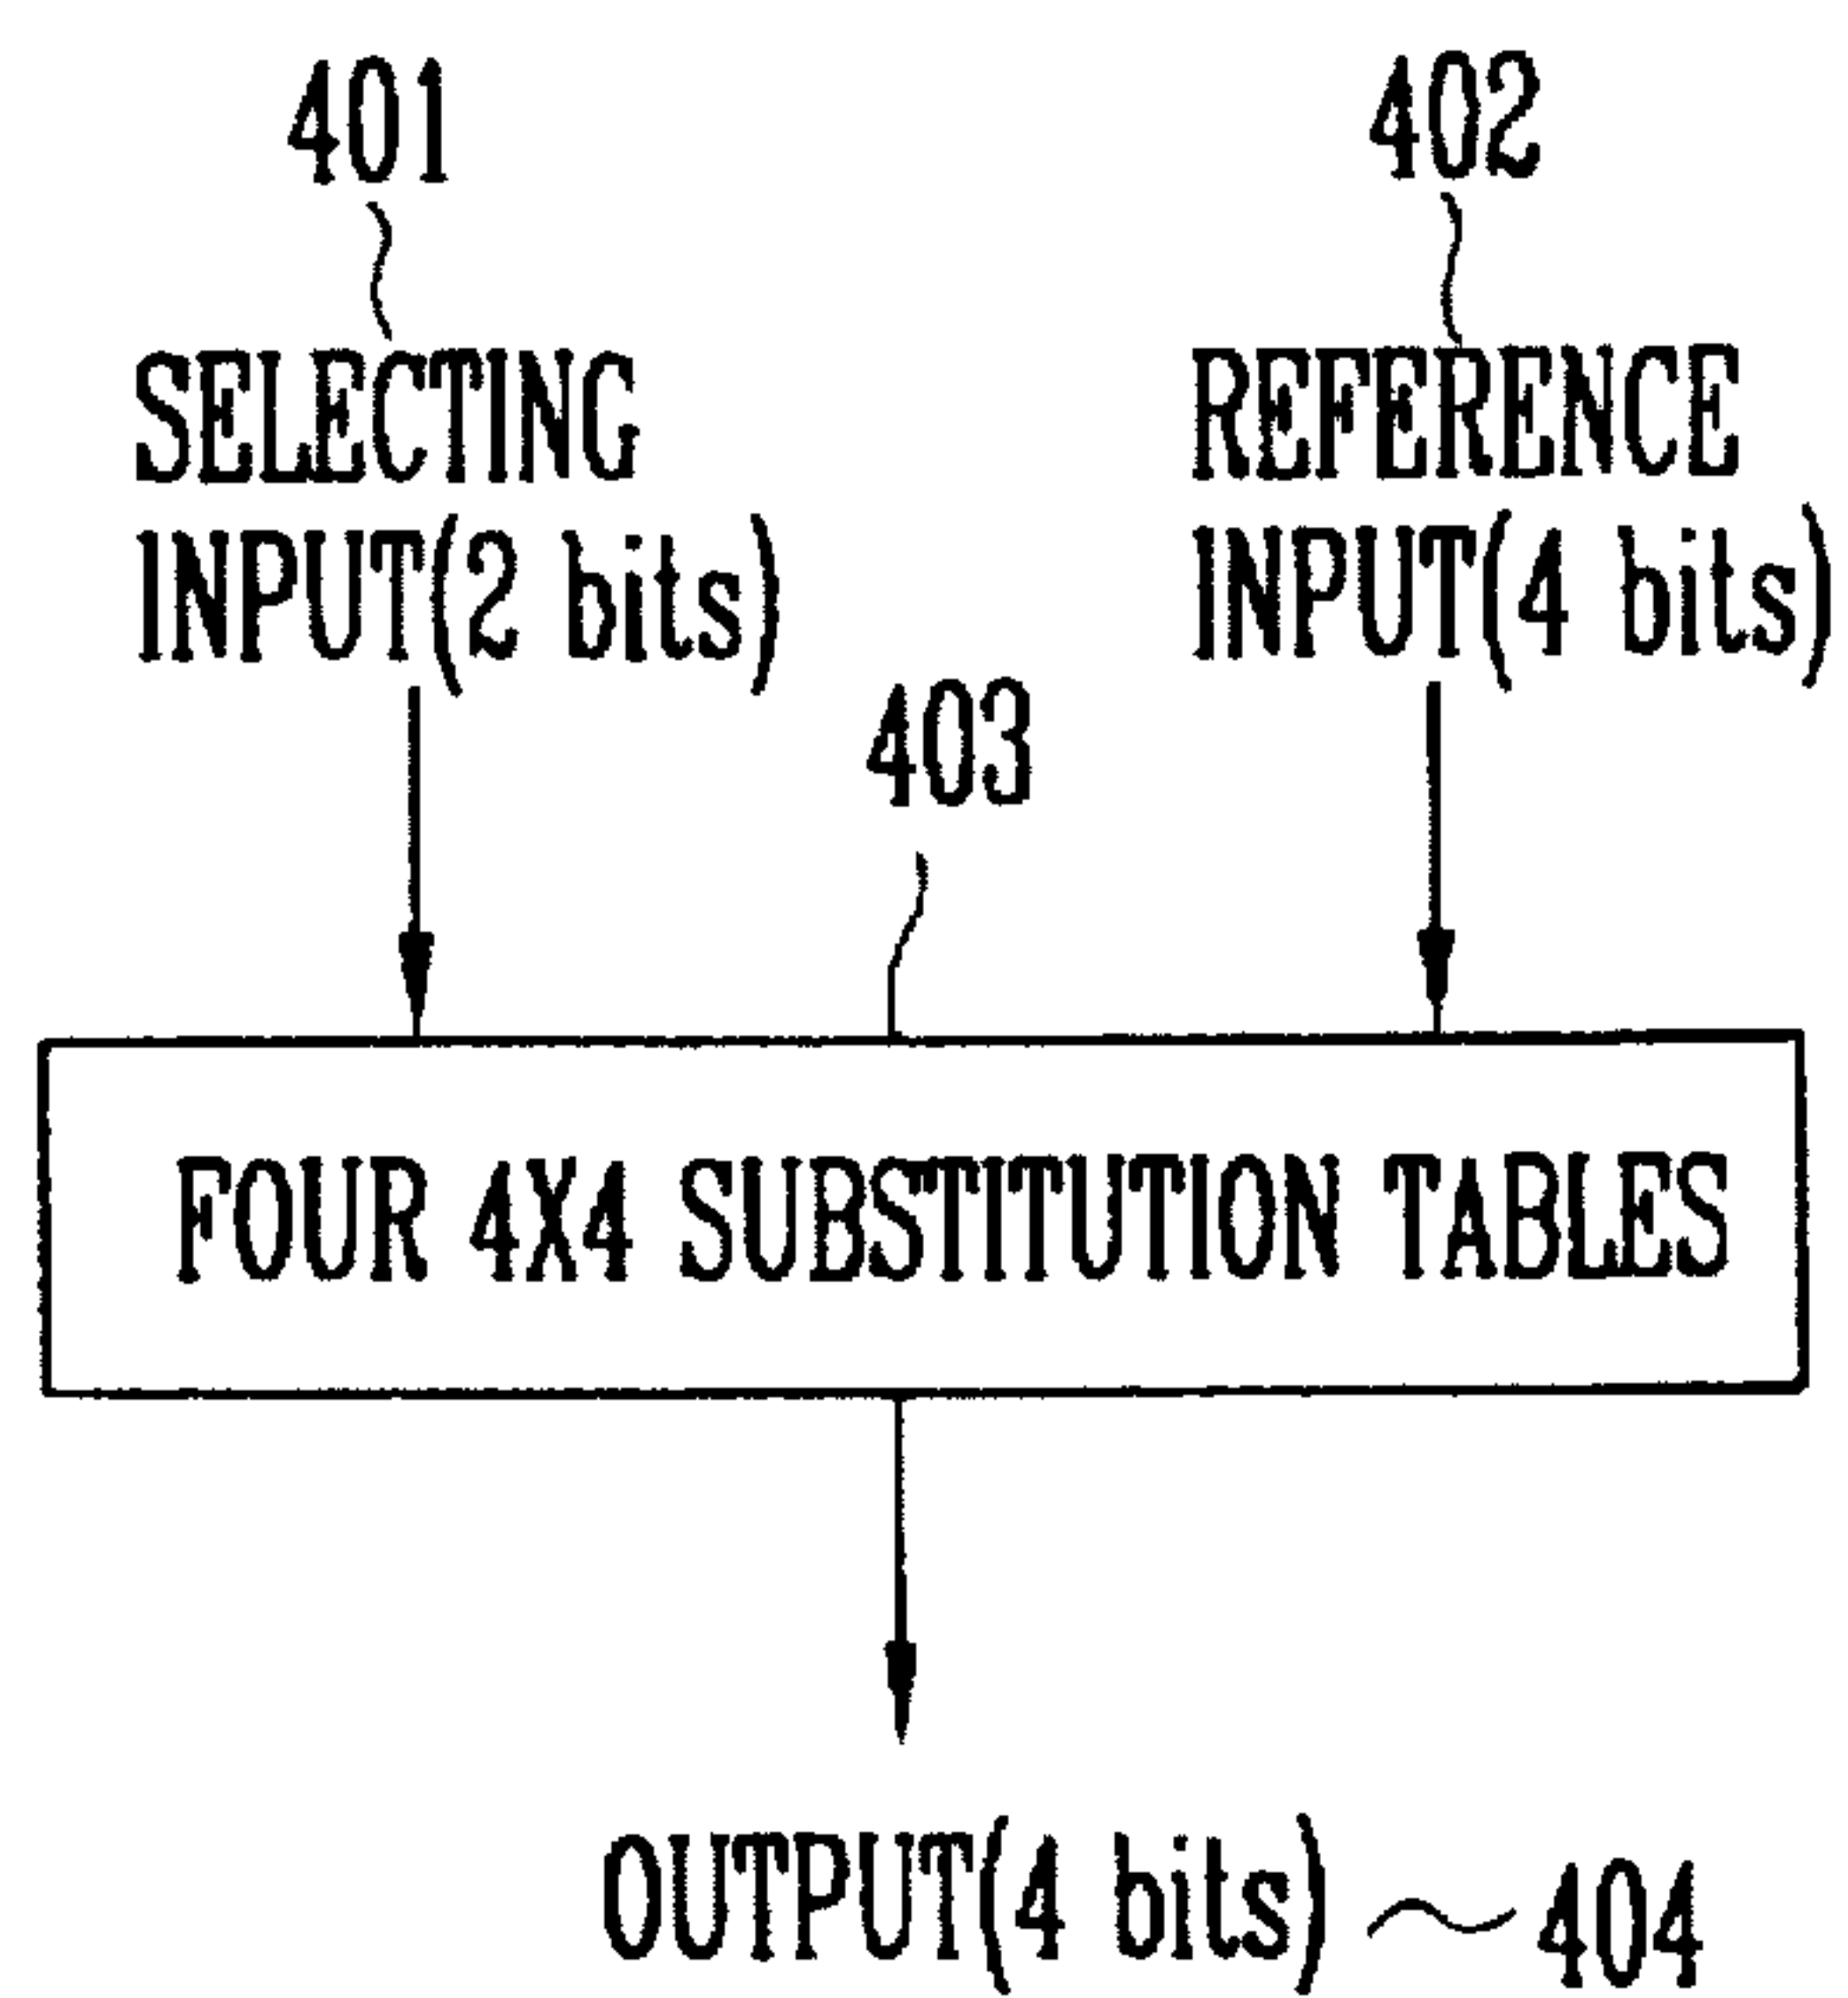 401
402
SELECTING
INPUT(2 bits)
REFERENCE
INPUT(4 bits)
403
FOUR 4X4 SUBSTITUTION TABLES
OUTPUT(4 bits)
404